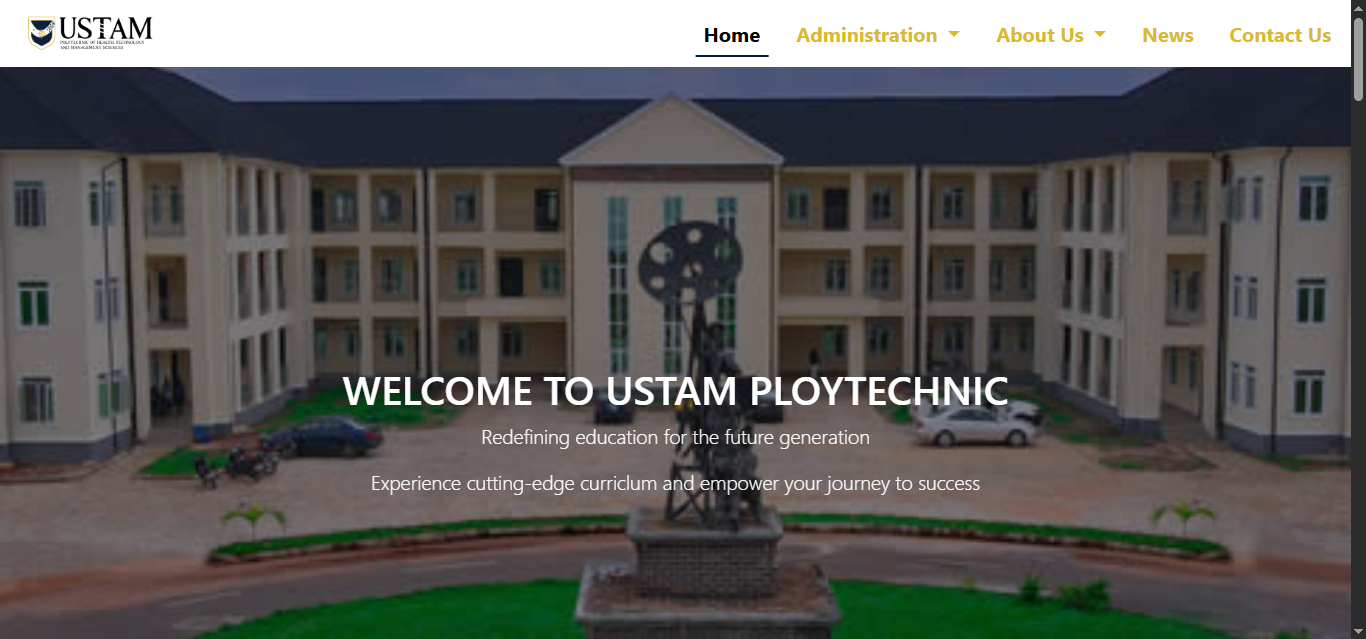 USTAM
POLYTECHNIC OF HEALTH, TECHNOLOGY
AND MANAGEMENT SCIENCES
Home
Administration
About Us
News
Contact Us
WELCOME TO USTAM PLOYTECHNIC
Redefining education for the future generation
Experience cutting-edge curriclum and empower your journey to success